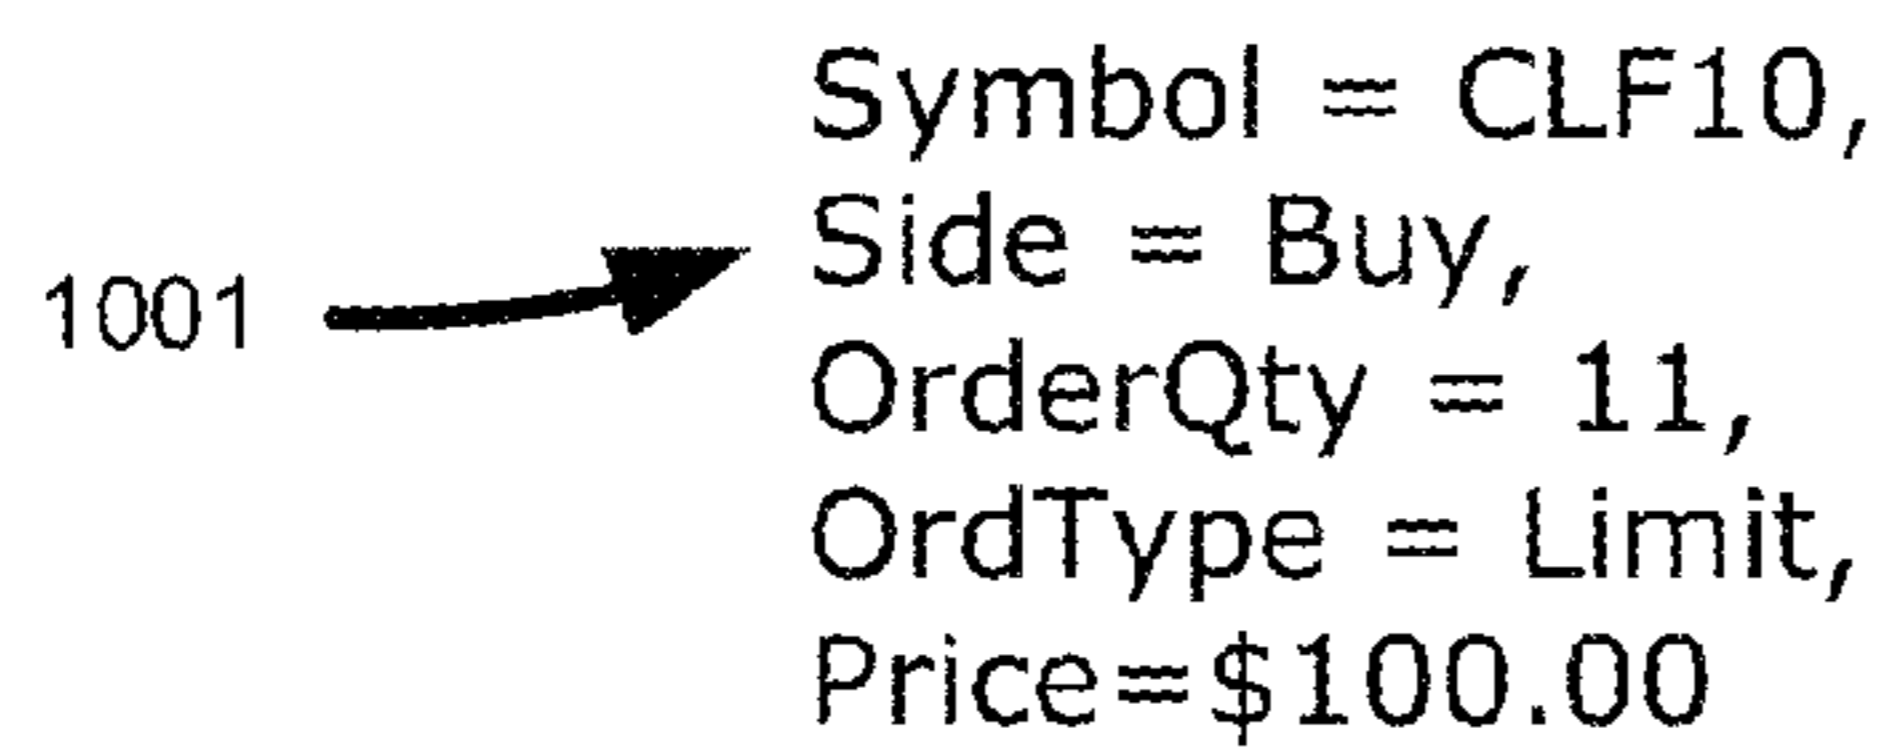 Symbol = CLF10,
Side = Buy,
1001
OrderQty = 11,
OrdType = Limit,
Price=$100.00